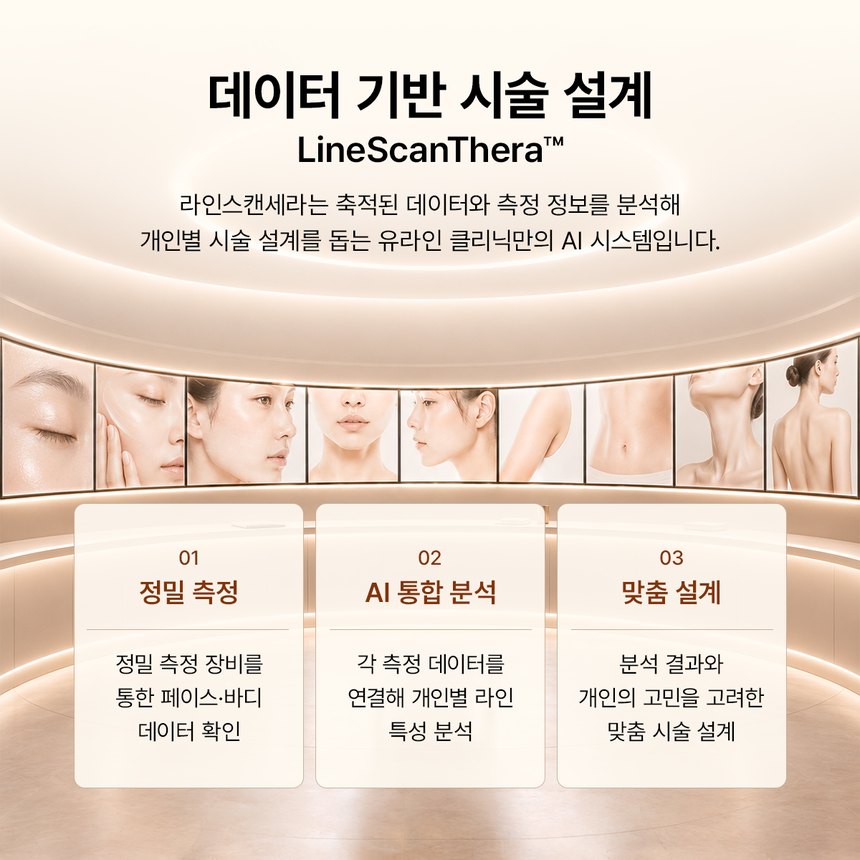 데이터 기반 시술 설계
LineScanThera™
라인스캔세라는 축적된 데이터와 측정 정보를 분석해
개인별 시술 설계를 돕는 유라인 클리닉만의 AI 시스템입니다.
01
정밀 측정
정밀 측정 장비를
통한 페이스·바디
데이터 확인
02
AI 통합 분석
각 측정 데이터를
연결해 개인별 라인
특성 분석
03
맞춤 설계
분석 결과와
개인의 고민을 고려한
맞춤 시술 설계